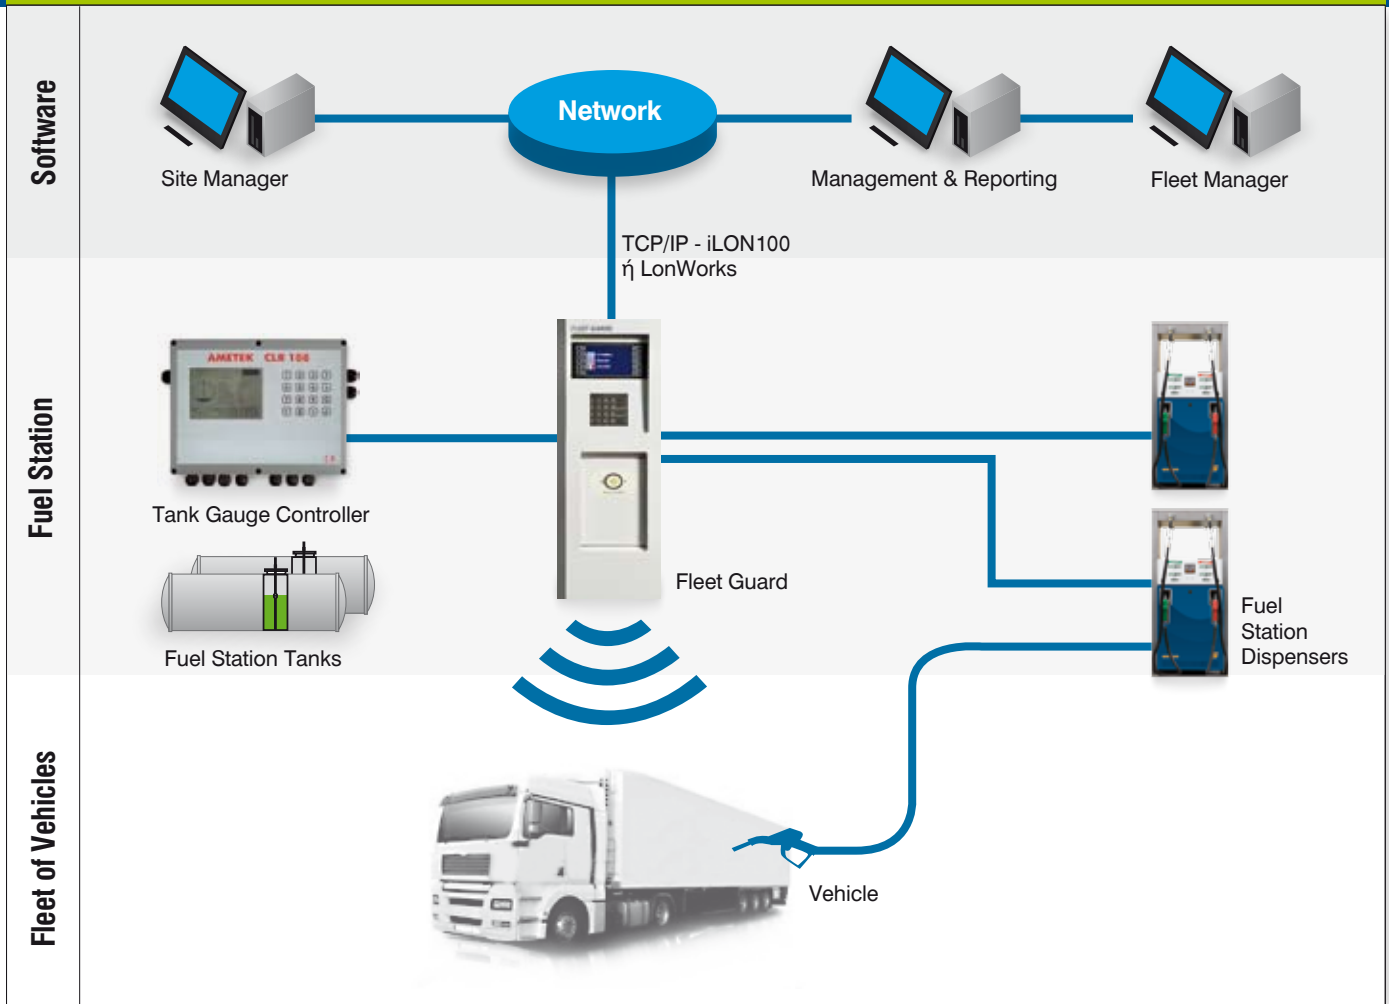 Software
Network
Site Manager
Management & Reporting
Fleet Manager
TCP/IP - iLON100
ή LonWorks
Fuel Station
AMETEK CLR 100
Tank Gauge Controller
Fleet Guard
Fuel Station Tanks
Fuel
Station
Dispensers
Fleet of Vehicles
Vehicle